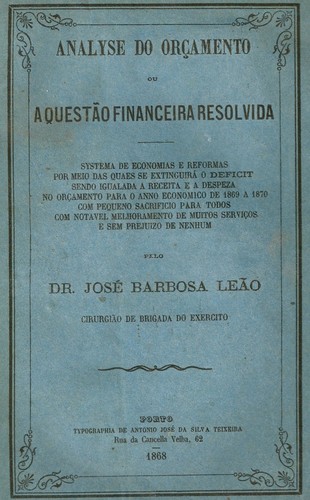 ANALYSE DO ORÇAMENTO
OU
A QUESTÃO FINANCEIRA RESOLVIDA
SYSTEMA DE ECONOMIAS E REFORMAS
POR MEIO DAS QUAES SE EXTINGUIRÁ O DEFICIT
SENDO IGUALADA A RECEITA E A DESPEZA
NO ORÇAMENTO PARA O ANNO ECONOMICO DE 1869 A 1870
COM PEQUENO SACRIFICIO PARA TODOS
COM NOTAVEL MELHORAMENTO DE MUITOS SERVIÇOS
E SEM PREJUIZO DE NENHUM
PELO
DR. JOSÉ BARBOSA LEÃO
CIRURGIÃO DE BRIGADA DO EXERCITO
PORTO
TYPOGRAPHIA DE ANTONIO JOSÉ DA SILVA TEIXEIRA
Rua da Cancella Velha, 62
1868